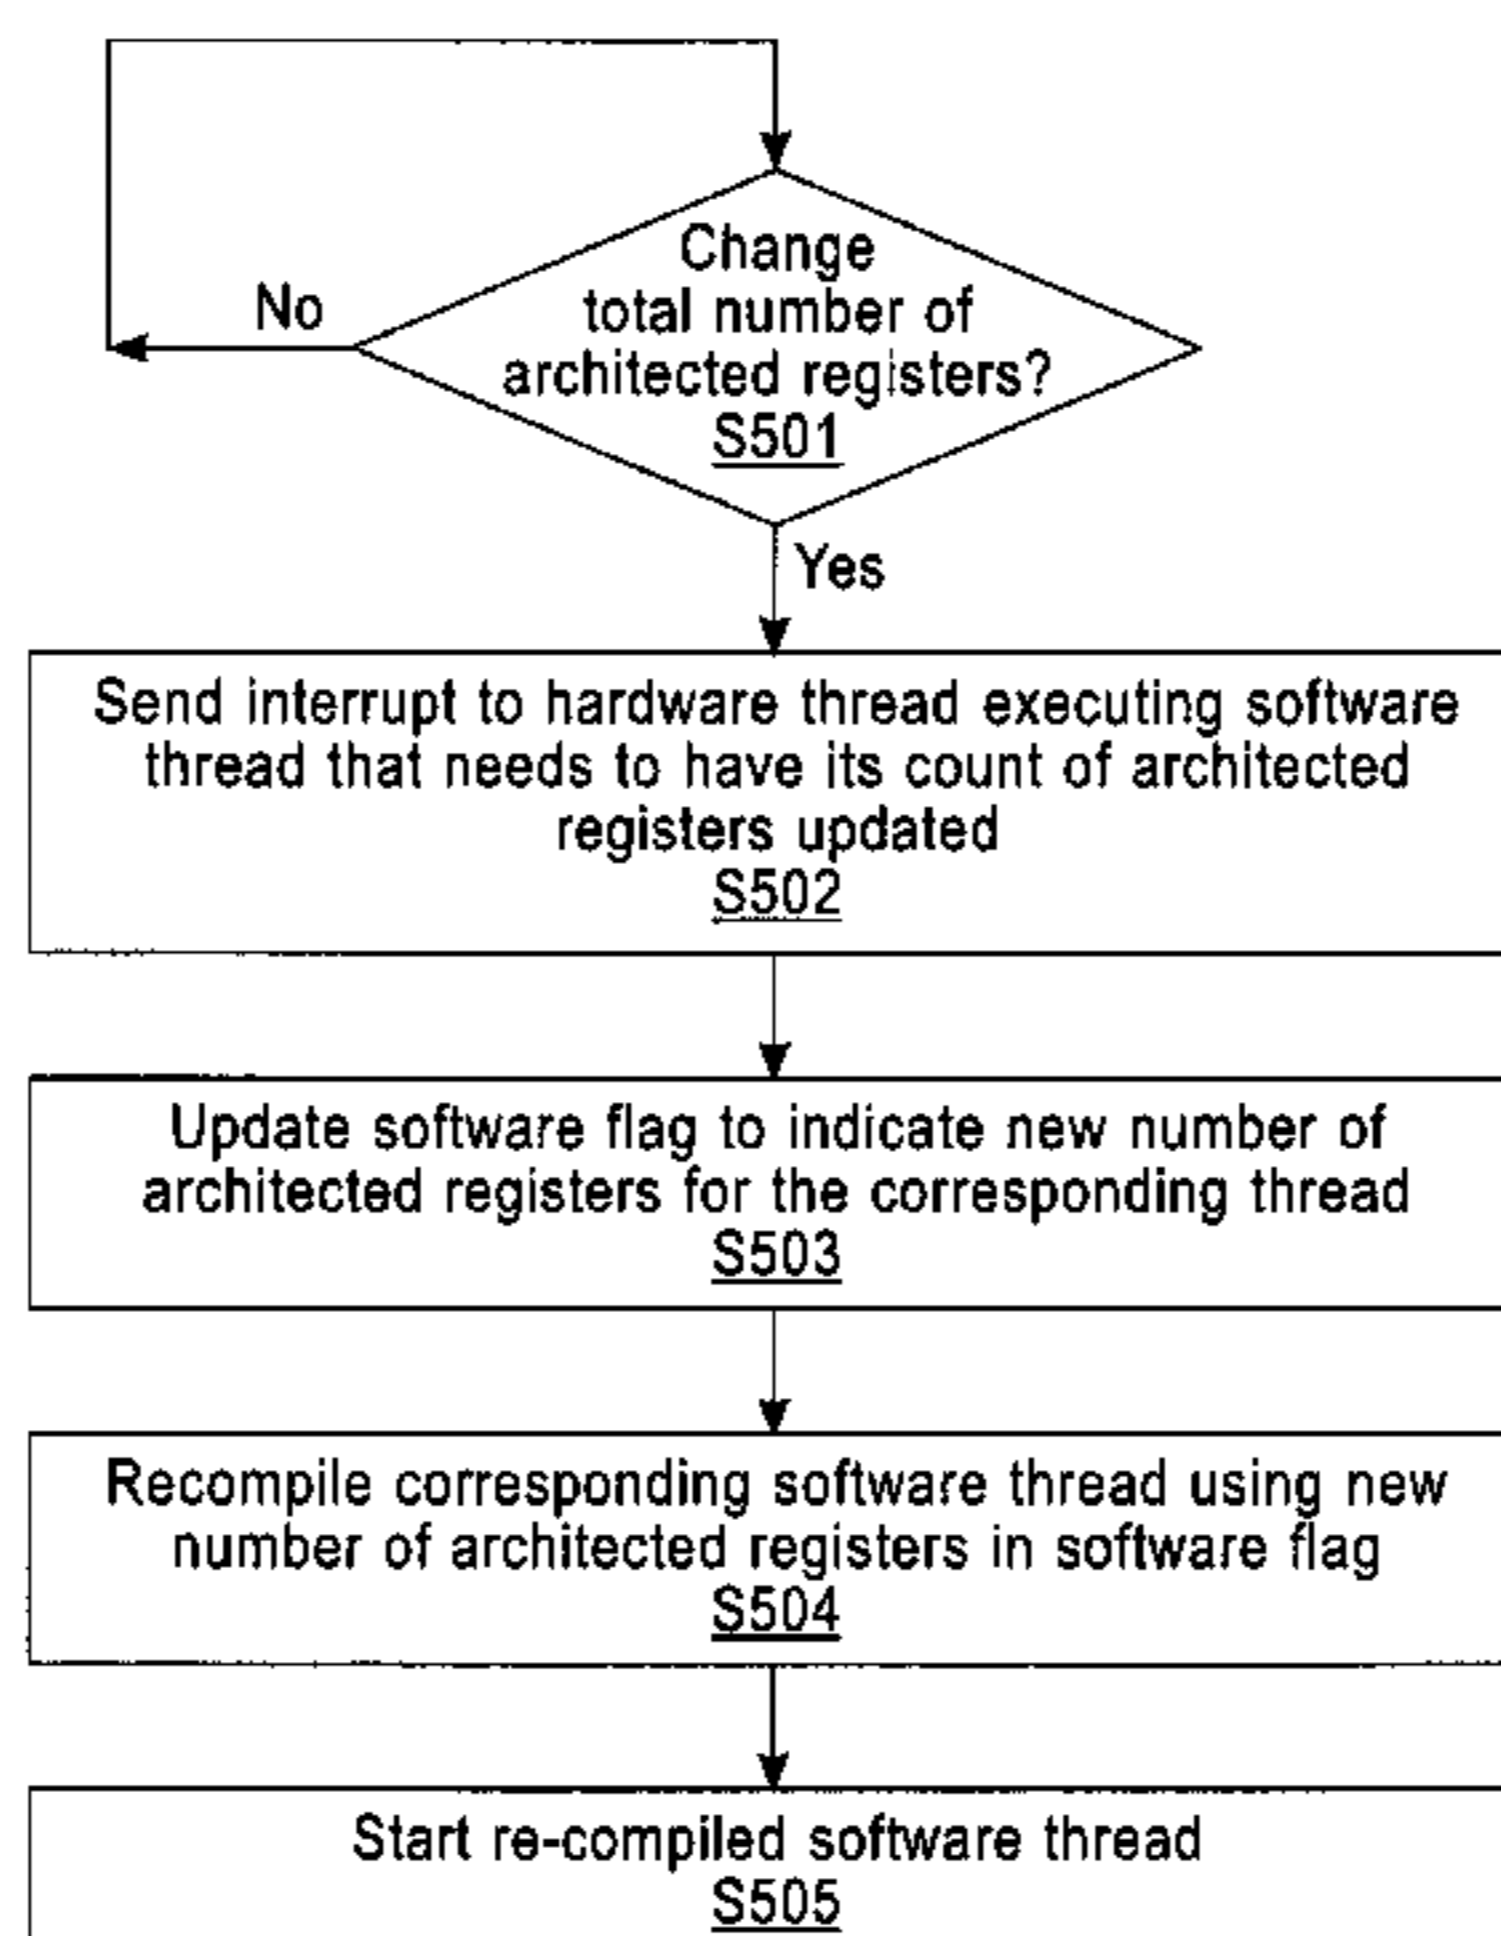 Change
total number of
architected registers?
S501
No
Yes
Send interrupt to hardware thread executing software
thread that needs to have its count of architected
registers updated
S502
Update software flag to indicate new number of
architected registers for the corresponding thread
S503
Recompile corresponding software thread using new
number of architected registers in software flag
S504
Start re-compiled software thread
S505